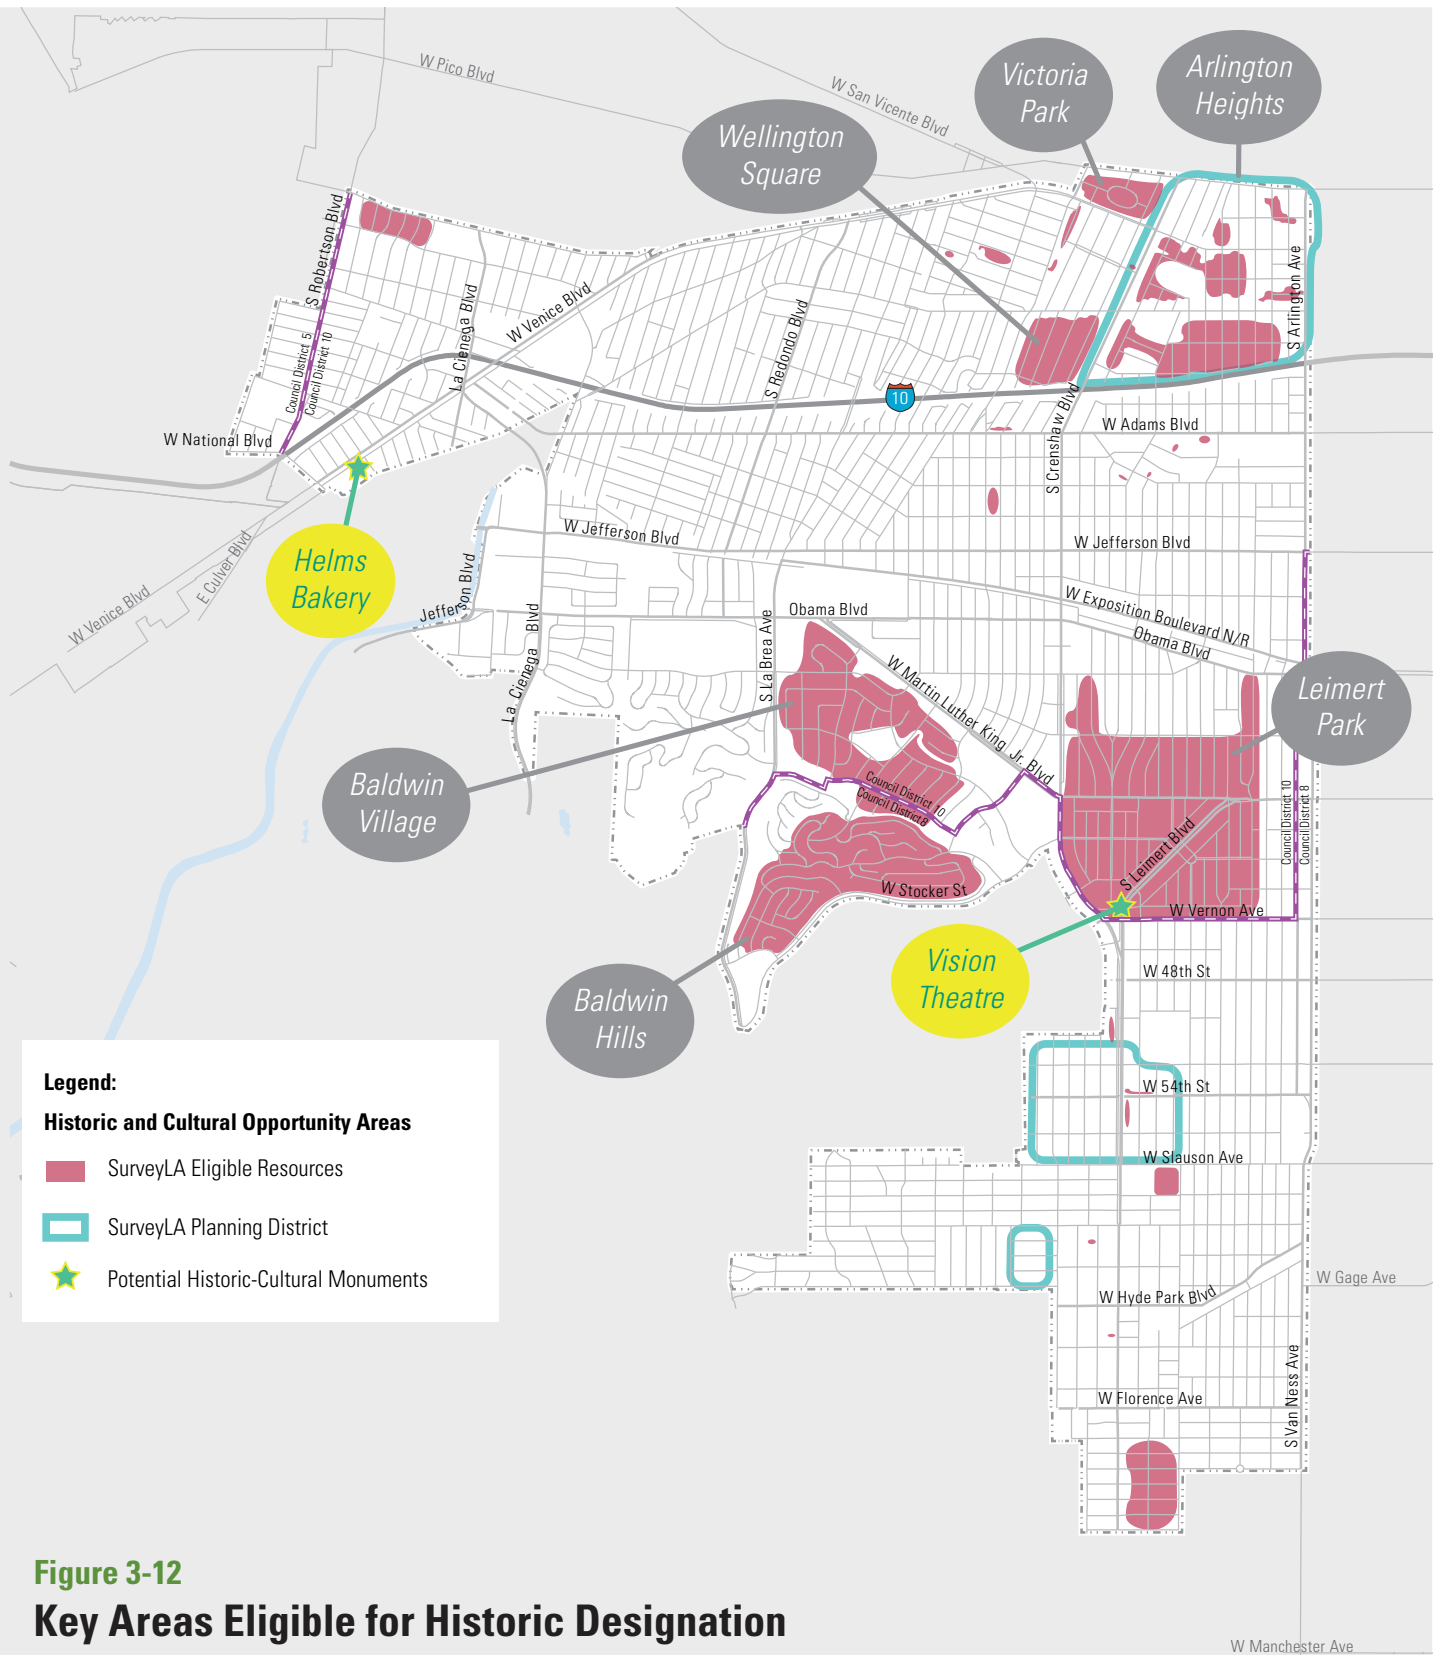 W Pico Blvd
W San Vicente Blvd
Victoria
Park
Arlington
Heights
Wellington
Square
S Robertson Blvd
La Cienega Blvd
W Venice Blvd
S Redondo Blvd
S Arlington Ave
Council District 5
Council District 10
10
W National Blvd
S Crenshaw Blvd
W Adams Blvd
Helms
Bakery
W Jefferson Blvd
W Jefferson Blvd
E Culver Blvd
W Venice Blvd
Jefferson Blvd
La Cienega Blvd
S La Brea Ave
Obama Blvd
W Exposition Boulevard N/R
Obama Blvd
W Martin Luther King Jr. Blvd
Leimert
Park
Baldwin
Village
Council District 10
Council District 8
Council District 10
Council District 8
S Leimert Blvd
W Stocker St
W Vernon Ave
Vision
Theatre
W 48th St
Baldwin
Hills
W 54th St
W Slauson Ave
W Gage Ave
W Hyde Park Blvd
S Van Ness Ave
W Florence Ave
Legend:
Historic and Cultural Opportunity Areas
SurveyLA Eligible Resources
SurveyLA Planning District
Potential Historic-Cultural Monuments
Figure 3-12
Key Areas Eligible for Historic Designation
W Manchester Ave